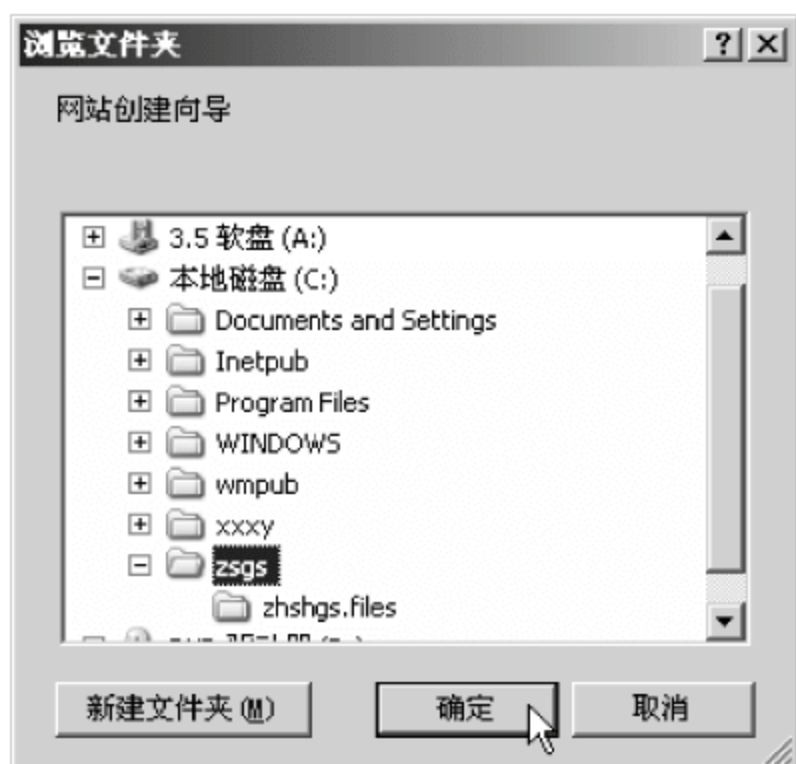 浏览文件夹
网站创建向导
3.5 软盘 (A:)
本地磁盘 (C:)
Documents and Settings
Inetpub
Program Files
WINDOWS
wmpub
xxxy
zsgs
zhshgs.files
新建文件夹(M) 确定 取消